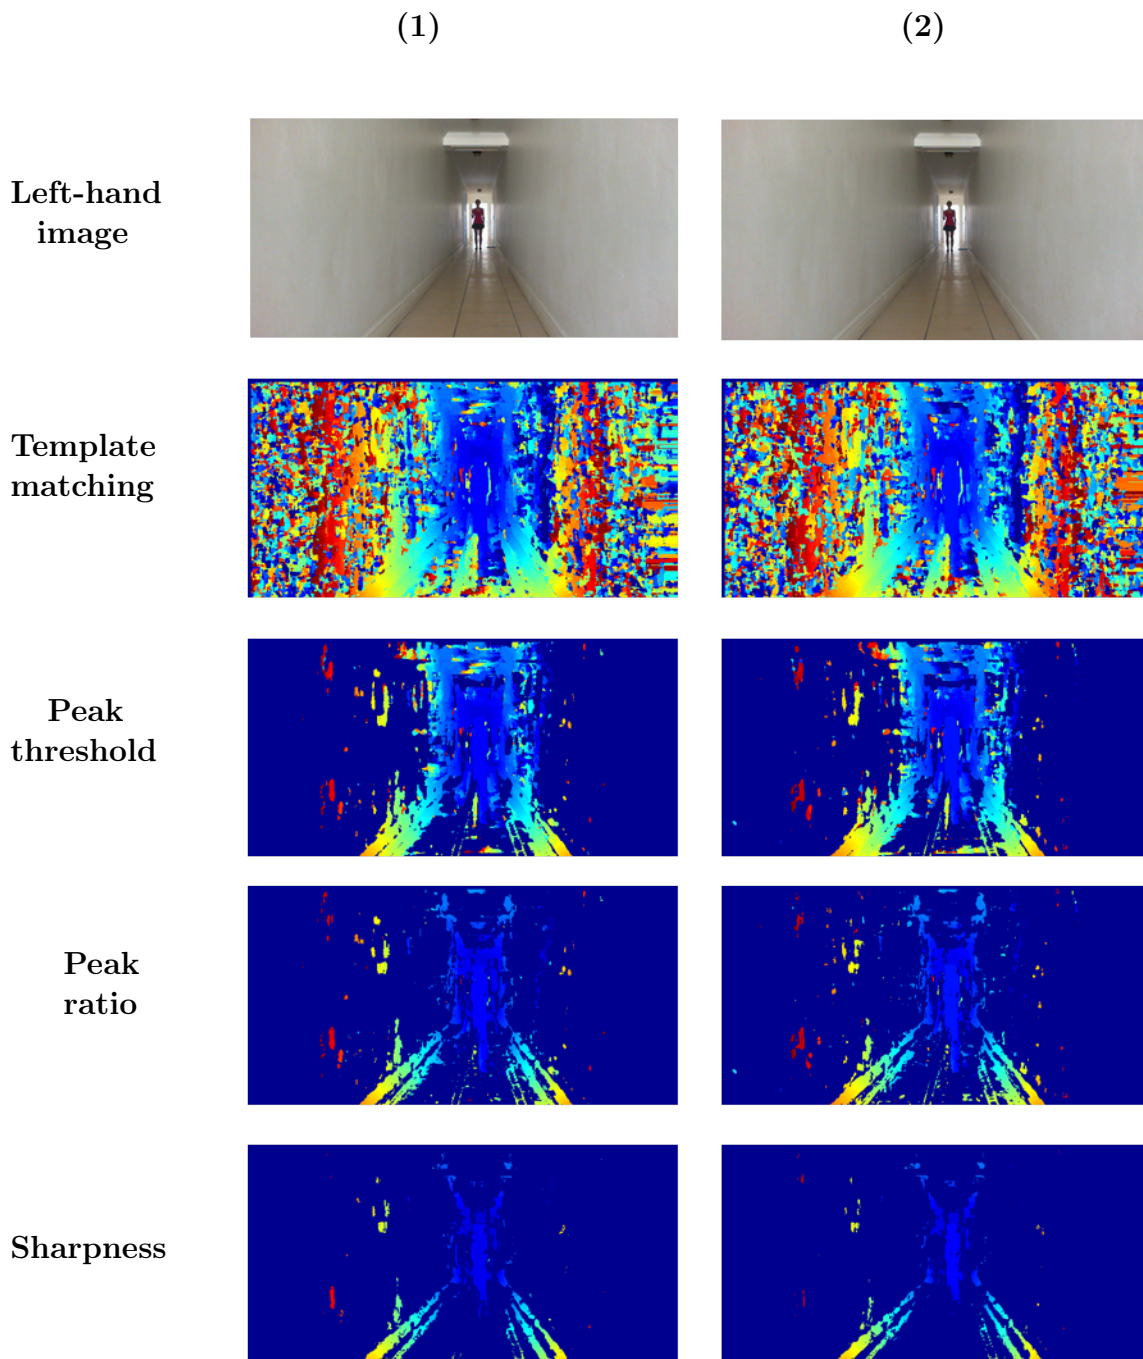 (1)
(2)
Left-hand
image
Template
matching
Peak
threshold
Peak
ratio
Sharpness